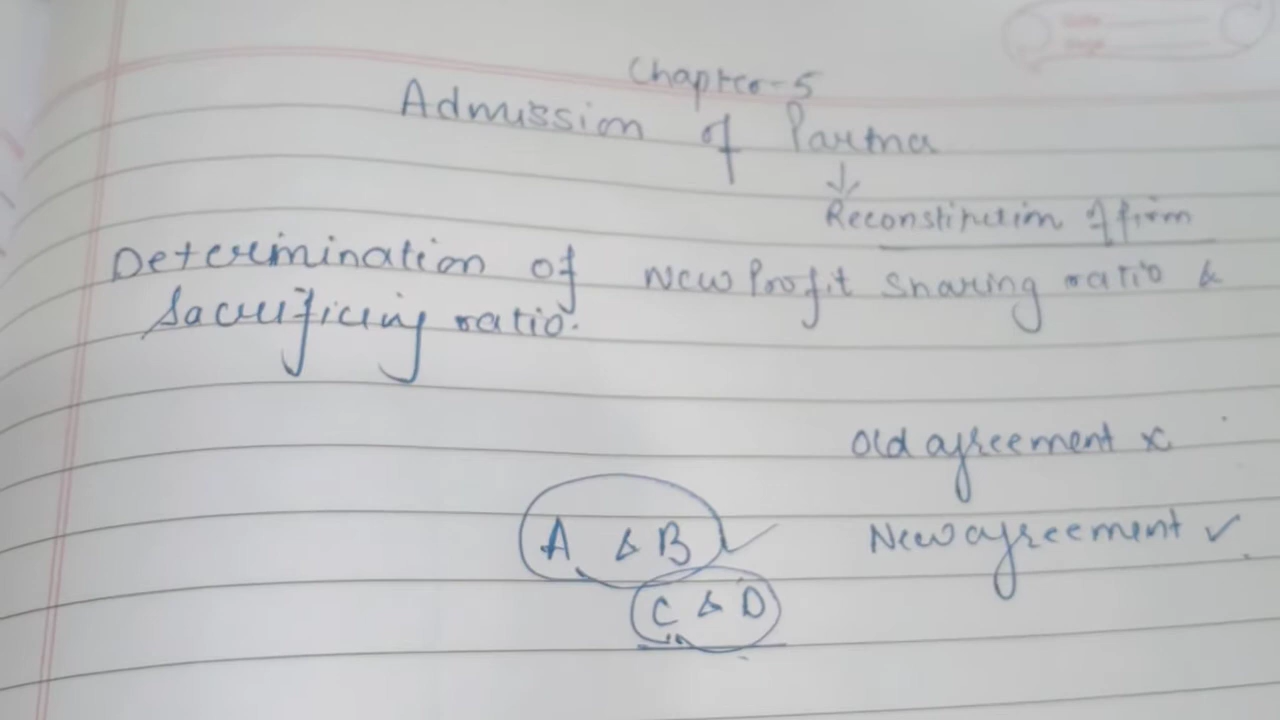 Chapter-5
Admission of Partner
↓
Reconstitution of firm
Determination of New Profit Sharing ratio &
Sacrificing ratio.
Old agreement x
A & B ✓
New agreement ✓
C & D